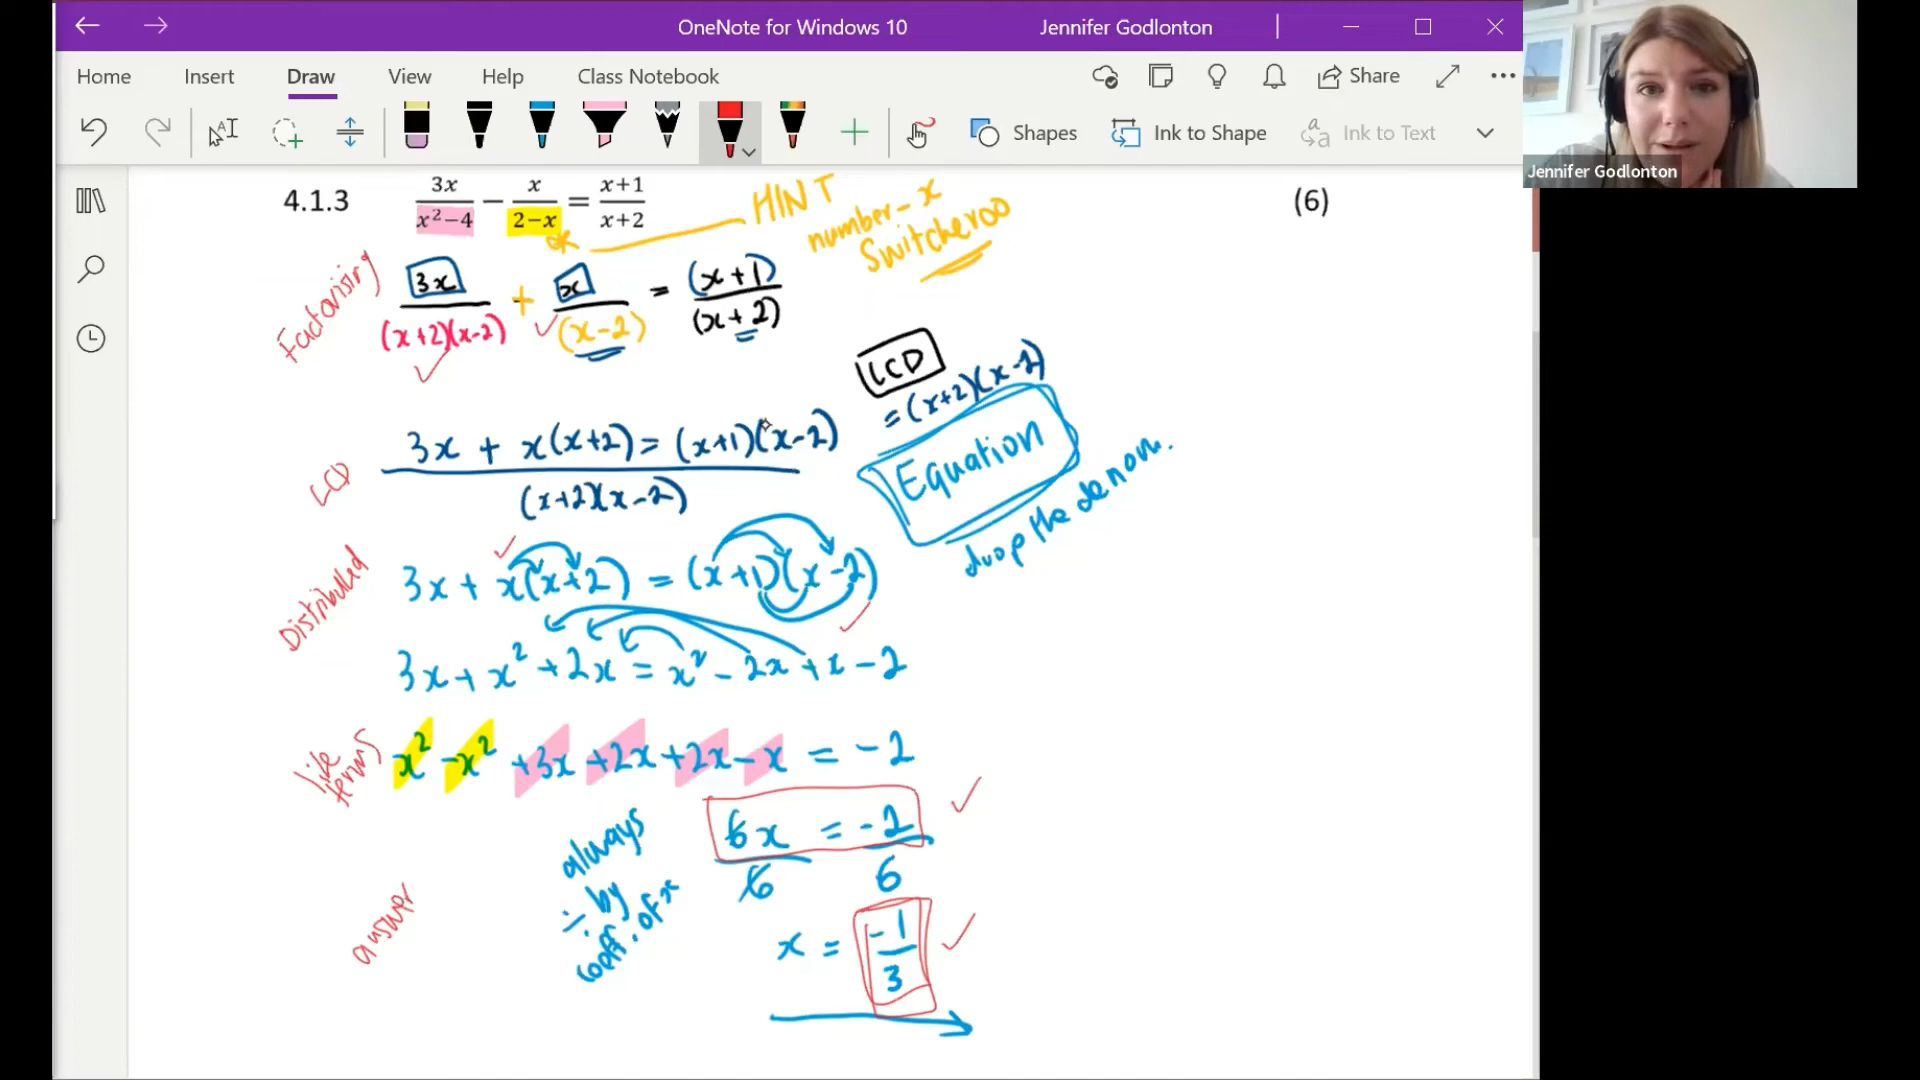 OneNote for Windows 10 Jennifer Godlonton
Home Insert Draw View Help Class Notebook Share
Shapes Ink to Shape Ink to Text
Jennifer Godlonton
4.1.3 3x/(x²−4) − x/(2−x) = (x+1)/(x+2) (6)
HINT
number - x
Switcheroo
Factorising
3x/((x+2)(x-2)) + x/(x-2) = (x+1)/(x+2)
LCD
= (x+2)(x-2)
Equation
drop the denom.
LCD
3x + x(x+2) = (x+1)(x-2)
(x+2)(x-2)
Distributed
3x + x(x+2) = (x+1)(x-2)
3x + x² + 2x = x² - 2x + x - 2
like
terms
x² - x² + 3x + 2x + 2x - x = -2
6x/6 = -2/6
always
÷ by
coeff. of x
answer
x = -1/3